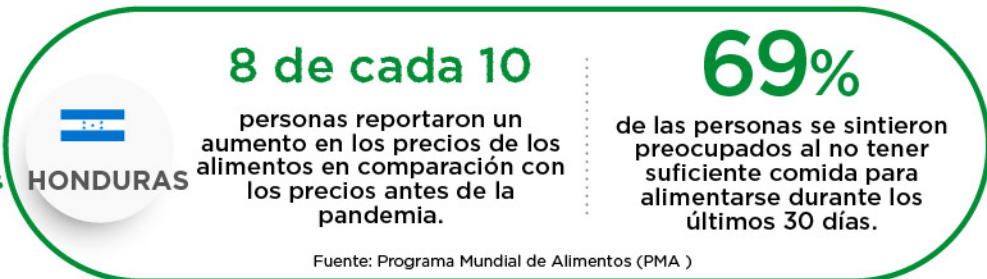 HONDURAS
8 de cada 10
personas reportaron un
aumento en los precios de los
alimentos en comparación con
los precios antes de la
pandemia.
69%
de las personas se sintieron
preocupados al no tener
suficiente comida para
alimentarse durante los
últimos 30 días.
Fuente: Programa Mundial de Alimentos (PMA )